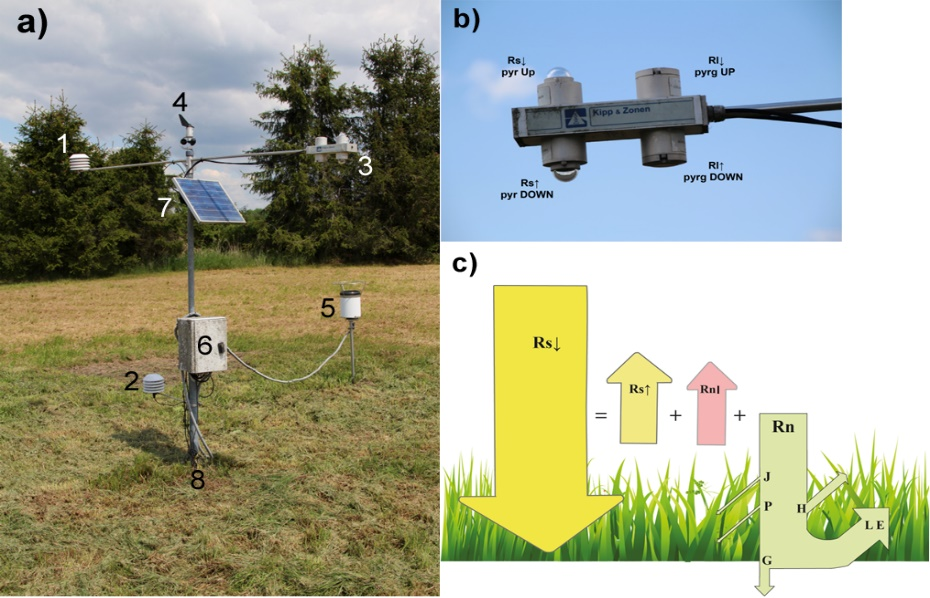 a)
1
4
3
7
5
6
2
8
b)
Rs↓
pyr Up
Rl↓
pyrg UP
Kipp & Zonen
Rs↑
pyr DOWN
Rl↑
pyrg DOWN
c)
Rs↓
=
Rs↑
+
Rnl
+
Rn
J
P
H
L E
G